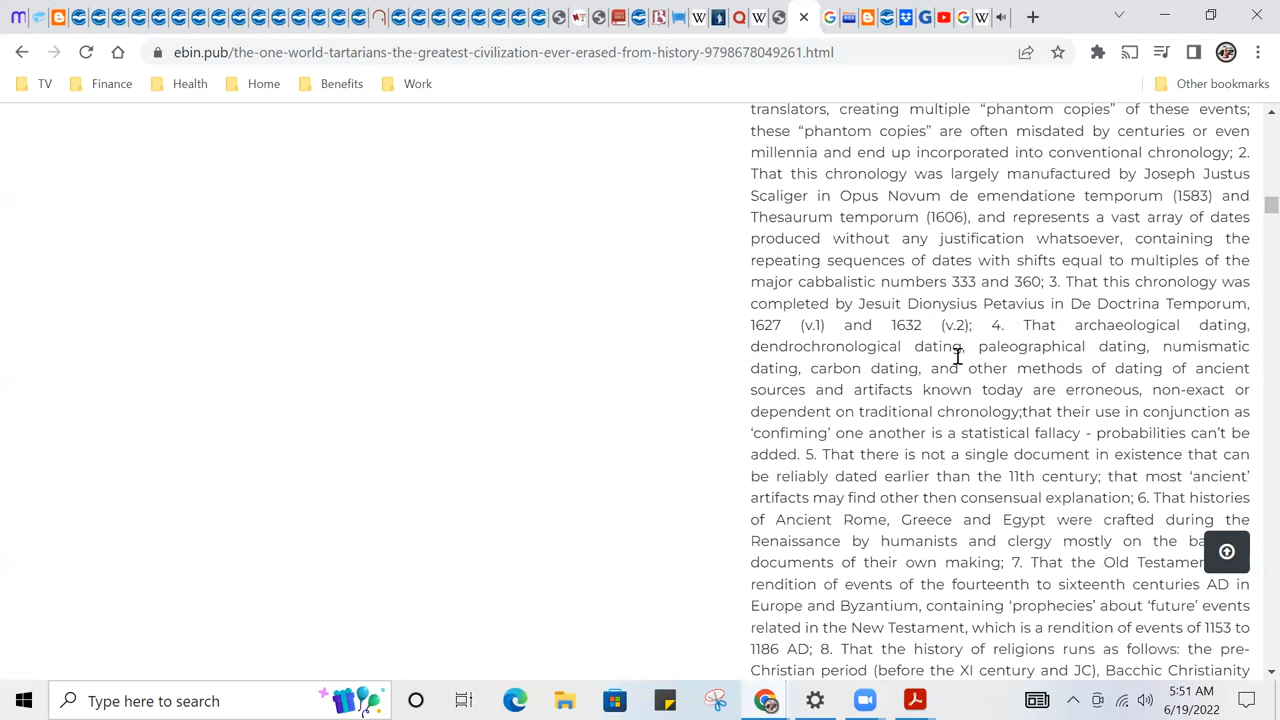 ebin.pub/the-one-world-tartarians-the-greatest-civilization-ever-erased-from-history-9798678049261.html
TV Finance Health Home Benefits Work Other bookmarks
translators, creating multiple “phantom copies” of these events;
these “phantom copies” are often misdated by centuries or even
millennia and end up incorporated into conventional chronology; 2.
That this chronology was largely manufactured by Joseph Justus
Scaliger in Opus Novum de emendatione temporum (1583) and
Thesaurum temporum (1606), and represents a vast array of dates
produced without any justification whatsoever, containing the
repeating sequences of dates with shifts equal to multiples of the
major cabbalistic numbers 333 and 360; 3. That this chronology was
completed by Jesuit Dionysius Petavius in De Doctrina Temporum,
1627 (v.1) and 1632 (v.2); 4. That archaeological dating,
dendrochronological dating, paleographical dating, numismatic
dating, carbon dating, and other methods of dating of ancient
sources and artifacts known today are erroneous, non-exact or
dependent on traditional chronology;that their use in conjunction as
‘confiming’ one another is a statistical fallacy - probabilities can’t be
added. 5. That there is not a single document in existence that can
be reliably dated earlier than the 11th century; that most ‘ancient’
artifacts may find other then consensual explanation; 6. That histories
of Ancient Rome, Greece and Egypt were crafted during the
Renaissance by humanists and clergy mostly on the
documents of their own making; 7. That the Old
rendition of events of the fourteenth to sixteenth centuries AD in
Europe and Byzantium, containing ‘prophecies’ about ‘future’ events
related in the New Testament, which is a rendition of events of 1153 to
1186 AD; 8. That the history of religions runs as follows: the pre-
Christian period (before the XI century and JC), Bacchic Christianity
Type here to search
5:51 AM
6/19/2022